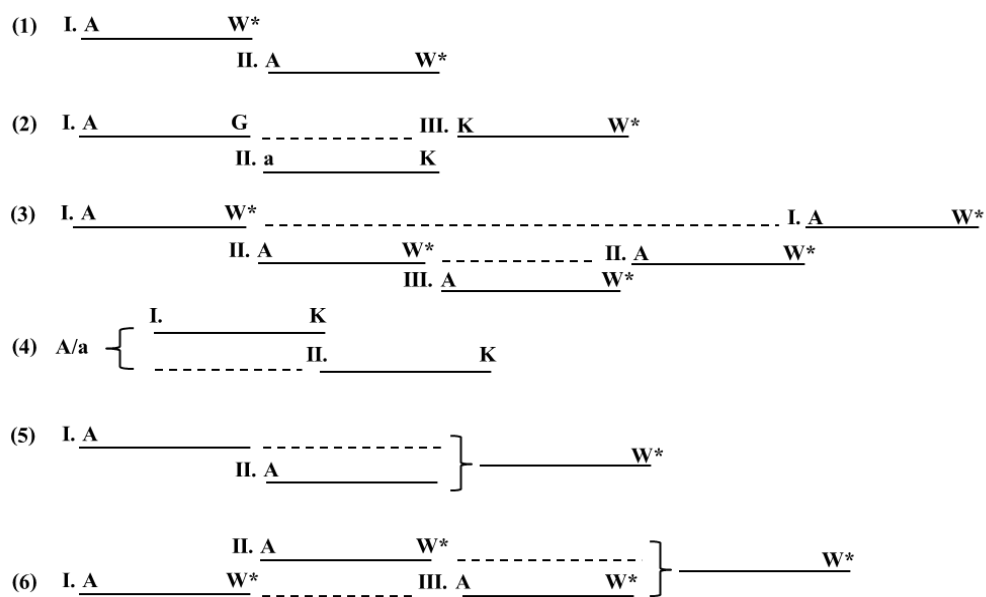 (1) I. A W*
II. A W*
(2) I. A G III. K W*
II. a K
(3) I. A W* I. A W*
II. A W* II. A W*
III. A W*
I. K
(4) A/a II. K
(5) I. A
II. A W*
II. A W* W*
(6) I. A W* III. A W*